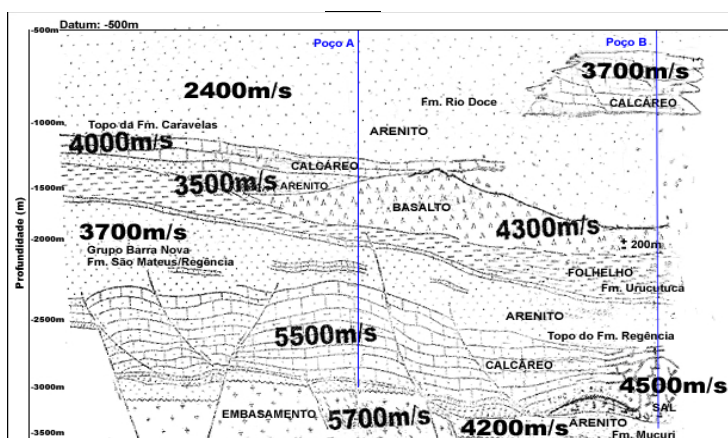 Datum: -500m
-500m
Poço A
Poço B
3700m/s
2400m/s
Fm. Rio Doce
CALCÁREO
-1000m
Topo da Fm. Caravelas
ARENITO
4000m/s
CALCÁREO
3500m/s
ARENITO
-1500m
BASALTO
4300m/s
3700m/s
-2000m
Grupo Barra Nova
± 200m
Fm. São Mateus/Regência
FOLHELHO
Fm. Urucutuca
Profundidade (m)
-2500m
ARENITO
5500m/s
Topo do Fm. Regência
CALCÁREO
-3000m
4500m/s
SAL
EMBASAMENTO
5700m/s
4200m/s
ARENITO
-3500m
Fm. Mucuri